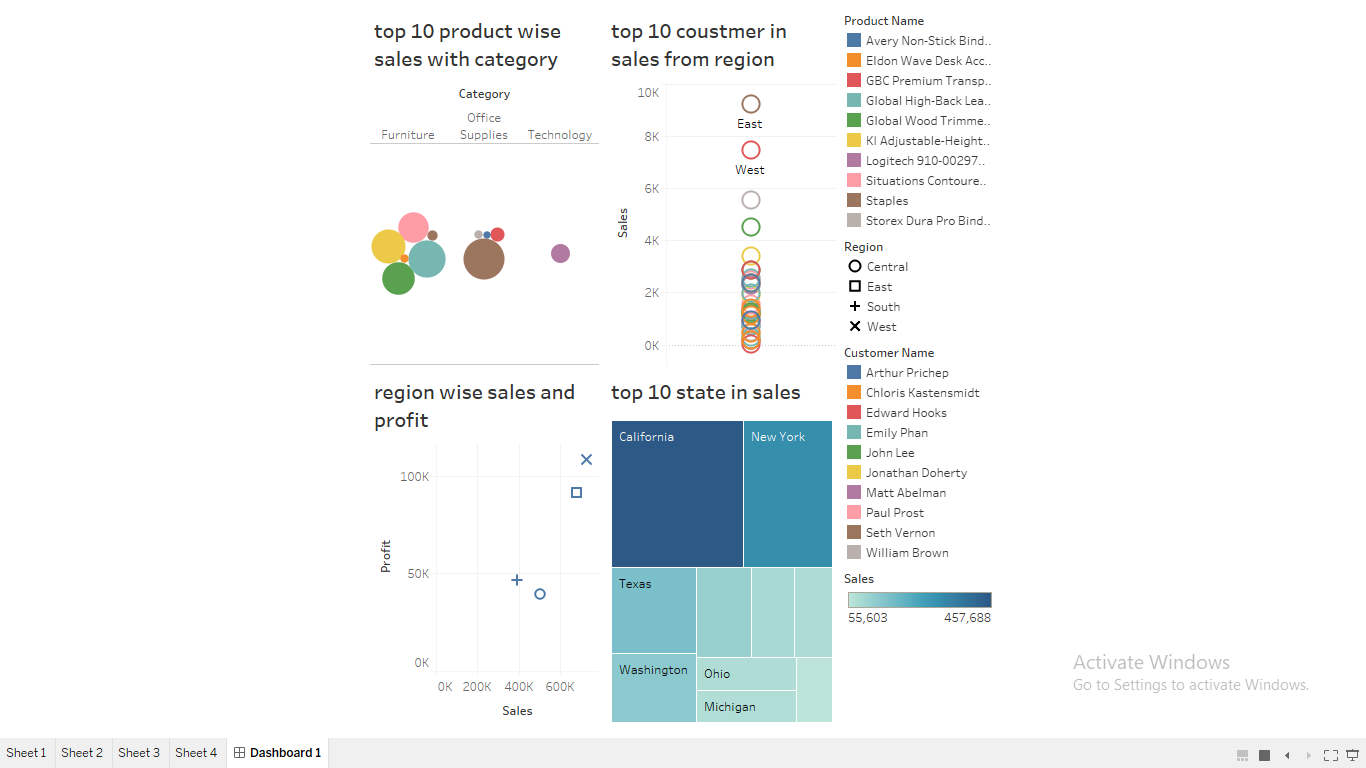 top 10 product wise
sales with category
Category
Furniture
Office
Supplies
Technology
top 10 coustmer in
sales from region
10K
8K
6K
4K
2K
0K
Sales
East
West
region wise sales and
profit
100K
50K
0K
Profit
0K
200K
400K
600K
Sales
top 10 state in sales
California
New York
Texas
Washington
Ohio
Michigan
Product Name
Avery Non-Stick Bind..
Eldon Wave Desk Acc..
GBC Premium Transp..
Global High-Back Lea..
Global Wood Trimme..
KI Adjustable-Height..
Logitech 910-00297..
Situations Contoure..
Staples
Storex Dura Pro Bind..
Region
Central
East
South
West
Customer Name
Arthur Prichep
Chloris Kastensmidt
Edward Hooks
Emily Phan
John Lee
Jonathan Doherty
Matt Abelman
Paul Prost
Seth Vernon
William Brown
Sales
55,603
457,688
Activate Windows
Go to Settings to activate Windows.
Sheet 1
Sheet 2
Sheet 3
Sheet 4
Dashboard 1